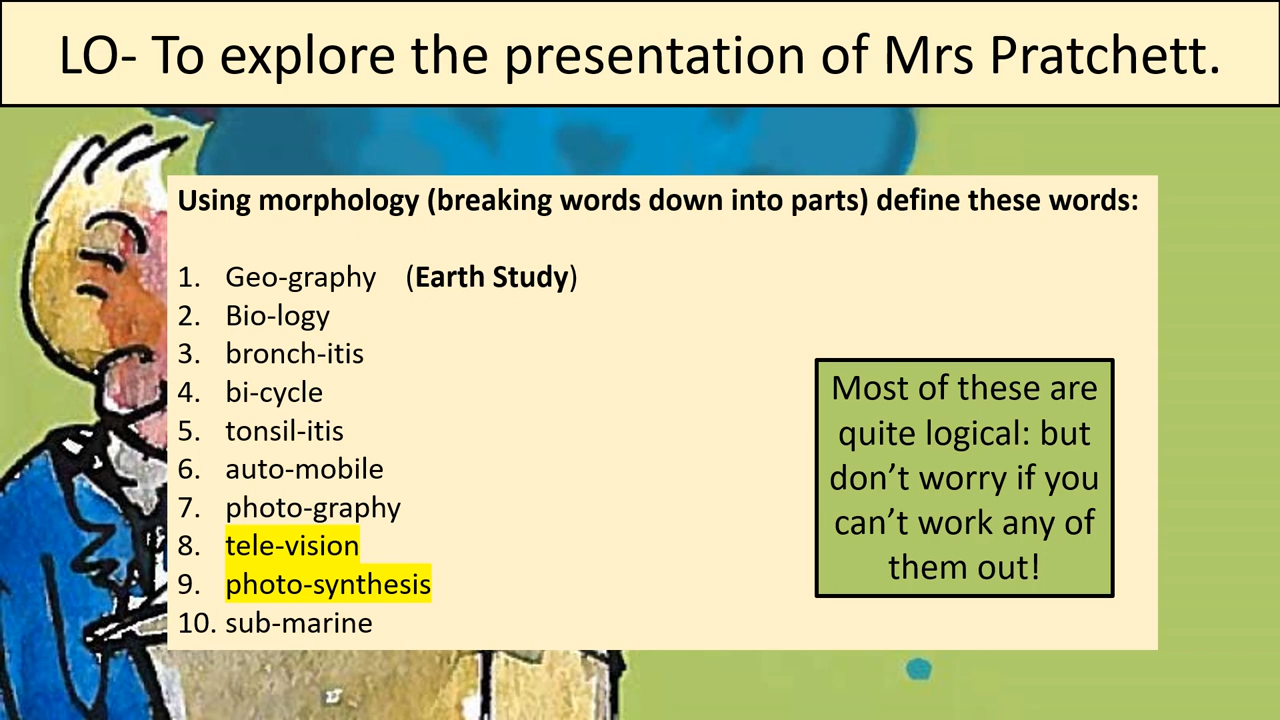 LO- To explore the presentation of Mrs Pratchett.
Using morphology (breaking words down into parts) define these words:
1. Geo-graphy (Earth Study)
2. Bio-logy
3. bronch-itis
4. bi-cycle
5. tonsil-itis
6. auto-mobile
7. photo-graphy
8. tele-vision
9. photo-synthesis
10. sub-marine
Most of these are
quite logical: but
don’t worry if you
can’t work any of
them out!